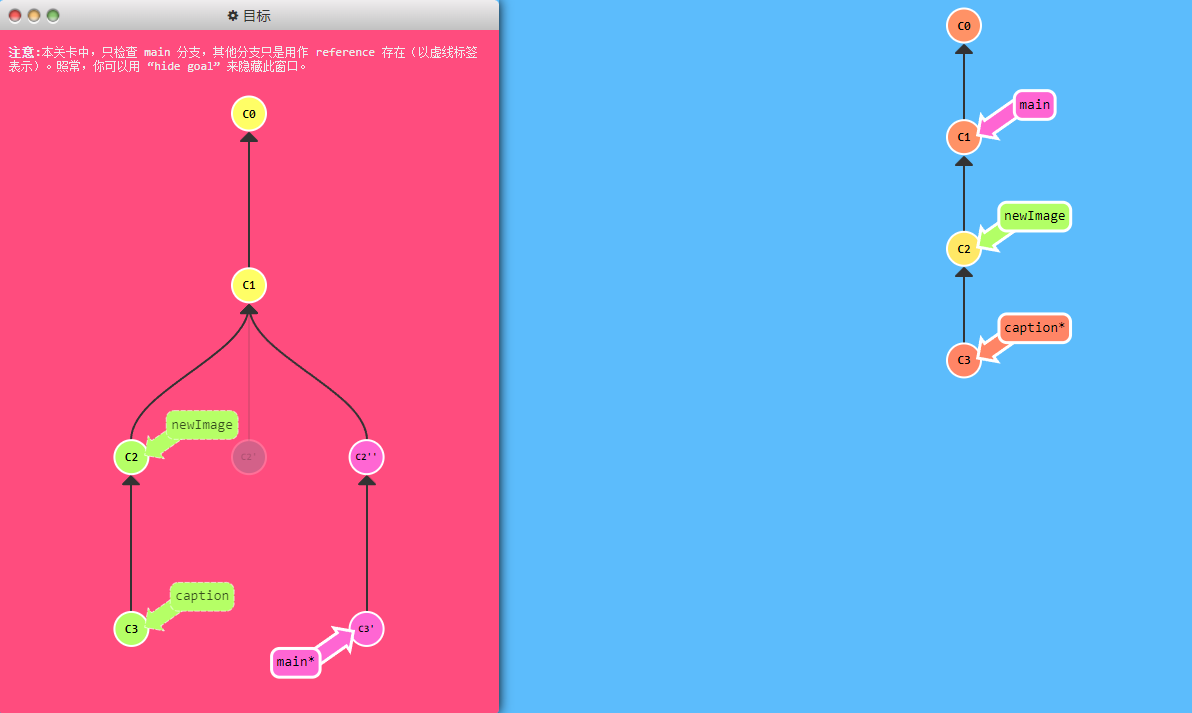 目标
注意:本关卡中，只检查 main 分支，其他分支只是用作 reference 存在（以虚线标签
表示）。照常，你可以用 “hide goal” 来隐藏此窗口。
C0
C1
newImage
C2
C2'
C2''
caption
C3
C3'
main*
C0
main
C1
newImage
C2
caption*
C3